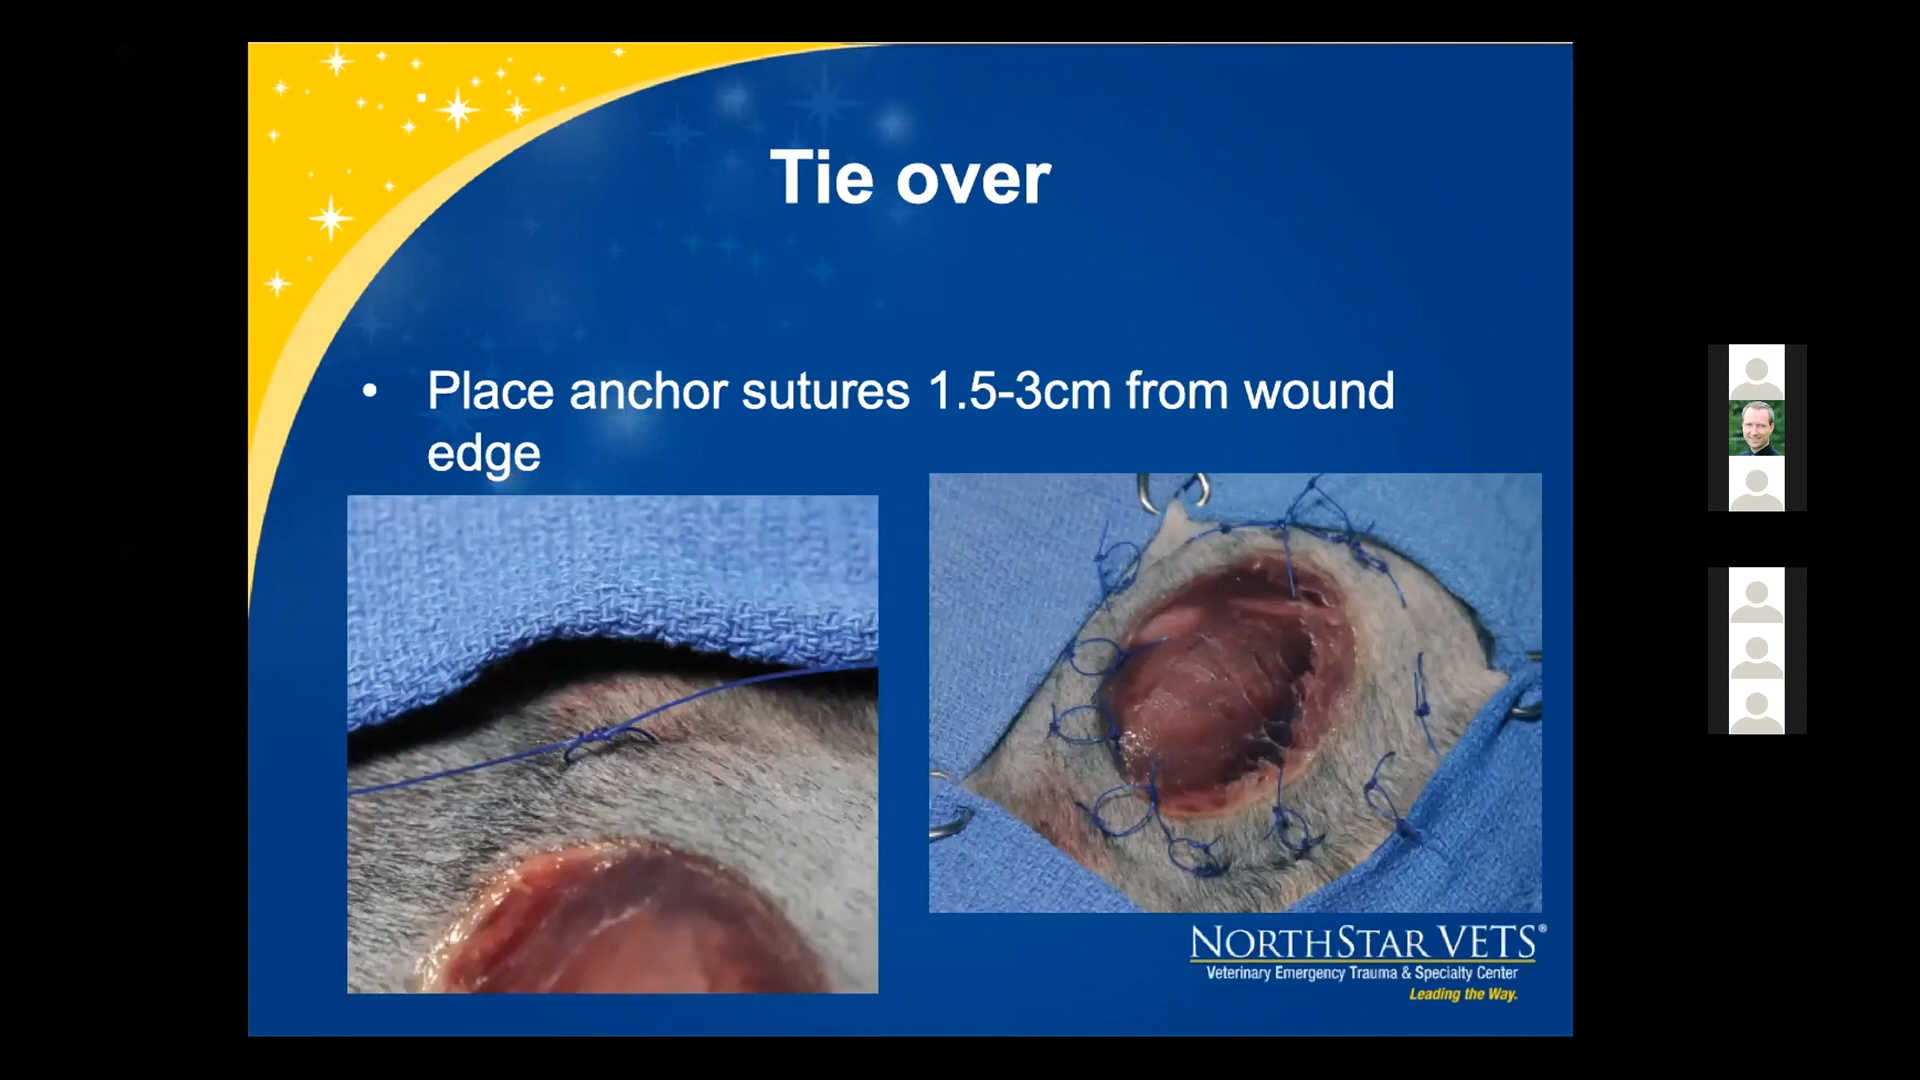 Tie over
• Place anchor sutures 1.5-3cm from wound
edge
NORTHSTAR VETS®
Veterinary Emergency Trauma & Specialty Center
Leading the Way.